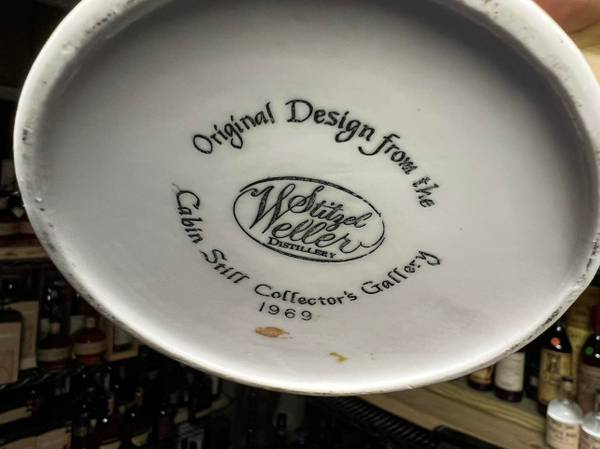 Original Design from the
Stitzel
Weller
DISTILLERY
Cabin Still Collector's Gallery
1969